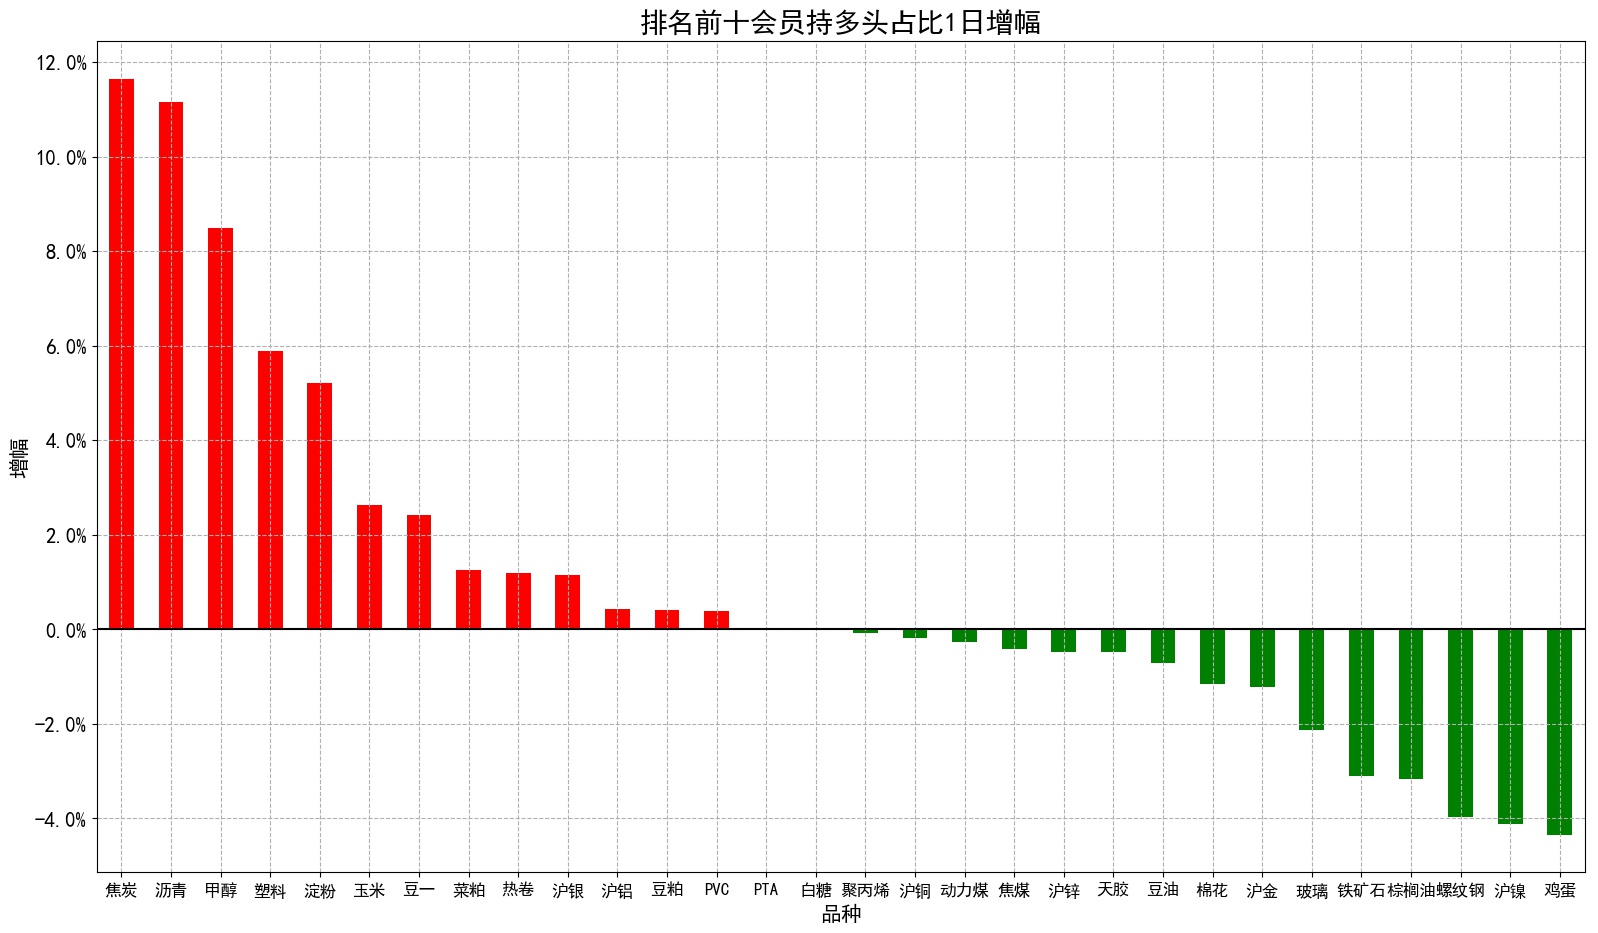 排名前十会员持多头占比1日增幅
12.0%
10.0%
8.0%
6.0%
4.0%
2.0%
0.0%
-2.0%
-4.0%
增幅
焦炭 沥青 甲醇 塑料 淀粉 玉米 豆一 菜粕 热卷 沪银 沪铝 豆粕 PVC PTA 白糖 聚丙烯 沪铜 动力煤 焦煤 沪锌 天胶 豆油 棉花 沪金 玻璃 铁矿石 棕榈油 螺纹钢 沪镍 鸡蛋
品种